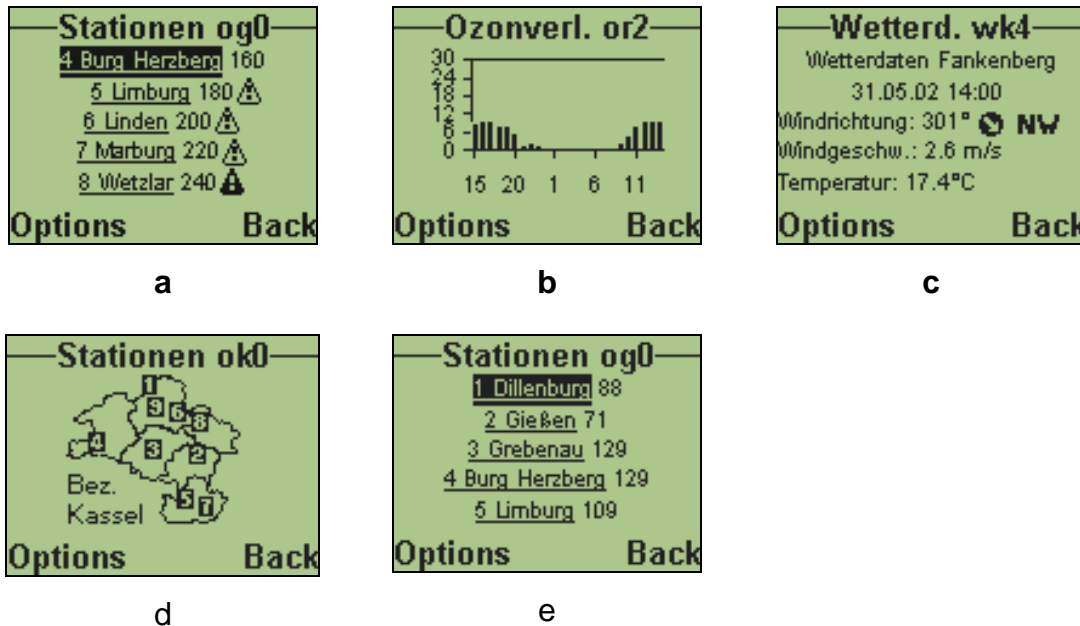 Stationen og0
4 Burg Herzberg 160
5 Limburg 180
6 Linden 200
7 Marburg 220
8 Wetzlar 240
Options Back
a
Ozonverl. or2
30
24
18
12
6
0
15 20 1 6 11
Options Back
b
Wetterd. wk4
Wetterdaten Fankenberg
31.05.02 14:00
Windrichtung: 301° NW
Windgeschw.: 2.6 m/s
Temperatur: 17.4°C
Options Back
c
Stationen ok0
1
9 6 8
4 3 2
Bez.
Kassel
5 7
Options Back
d
Stationen og0
1 Dillenburg 88
2 Gießen 71
3 Grebenau 129
4 Burg Herzberg 129
5 Limburg 109
Options Back
e